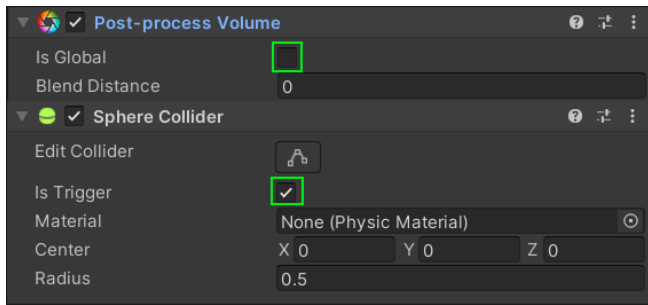 Post-process Volume
Is Global
Blend Distance 0
Sphere Collider
Edit Collider
Is Trigger
Material None (Physic Material)
Center X 0 Y 0 Z 0
Radius 0.5